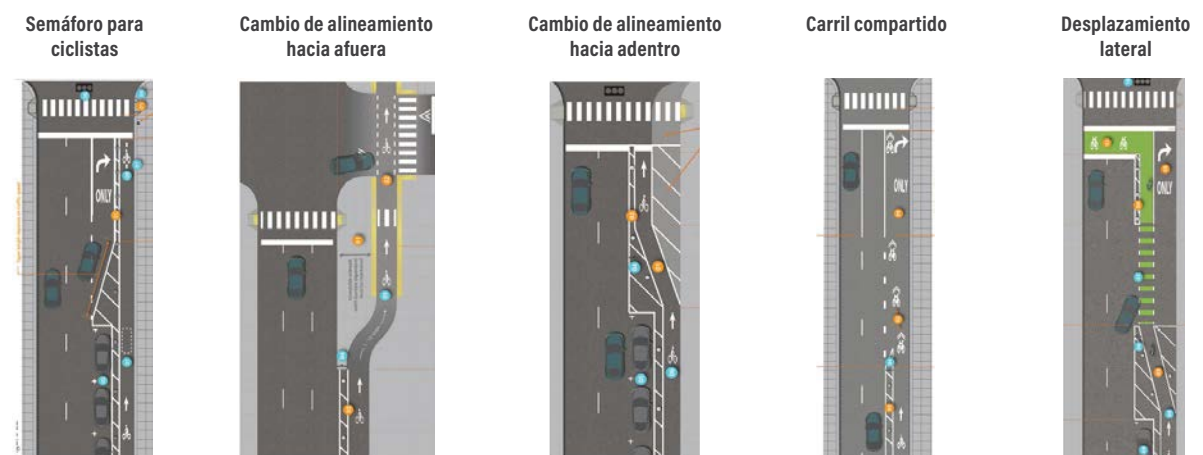 Semáforo para
ciclistas
Cambio de alineamiento
hacia afuera
Cambio de alineamiento
hacia adentro
Carril compartido
Desplazamiento
lateral
ONLY
ONLY
ONLY